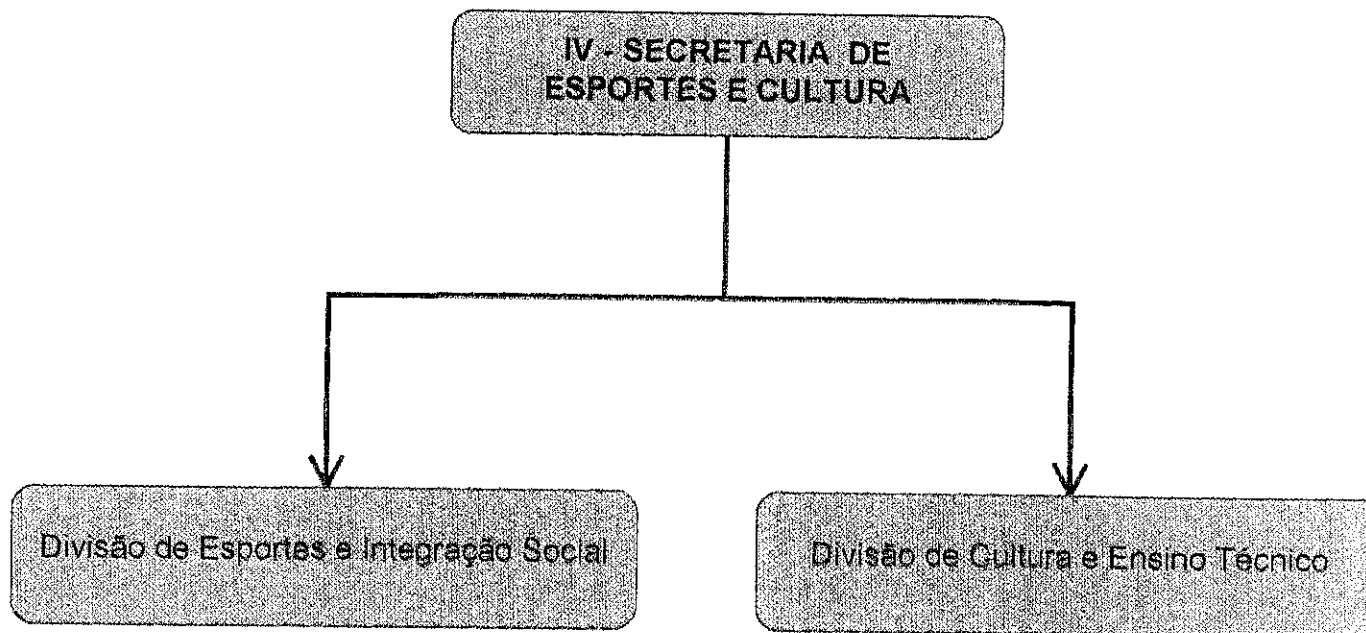 IV - SECRETARIA DE
ESPORTES E CULTURA
Divisão de Esportes e Integração Social
Divisão de Cultura e Ensino Técnico